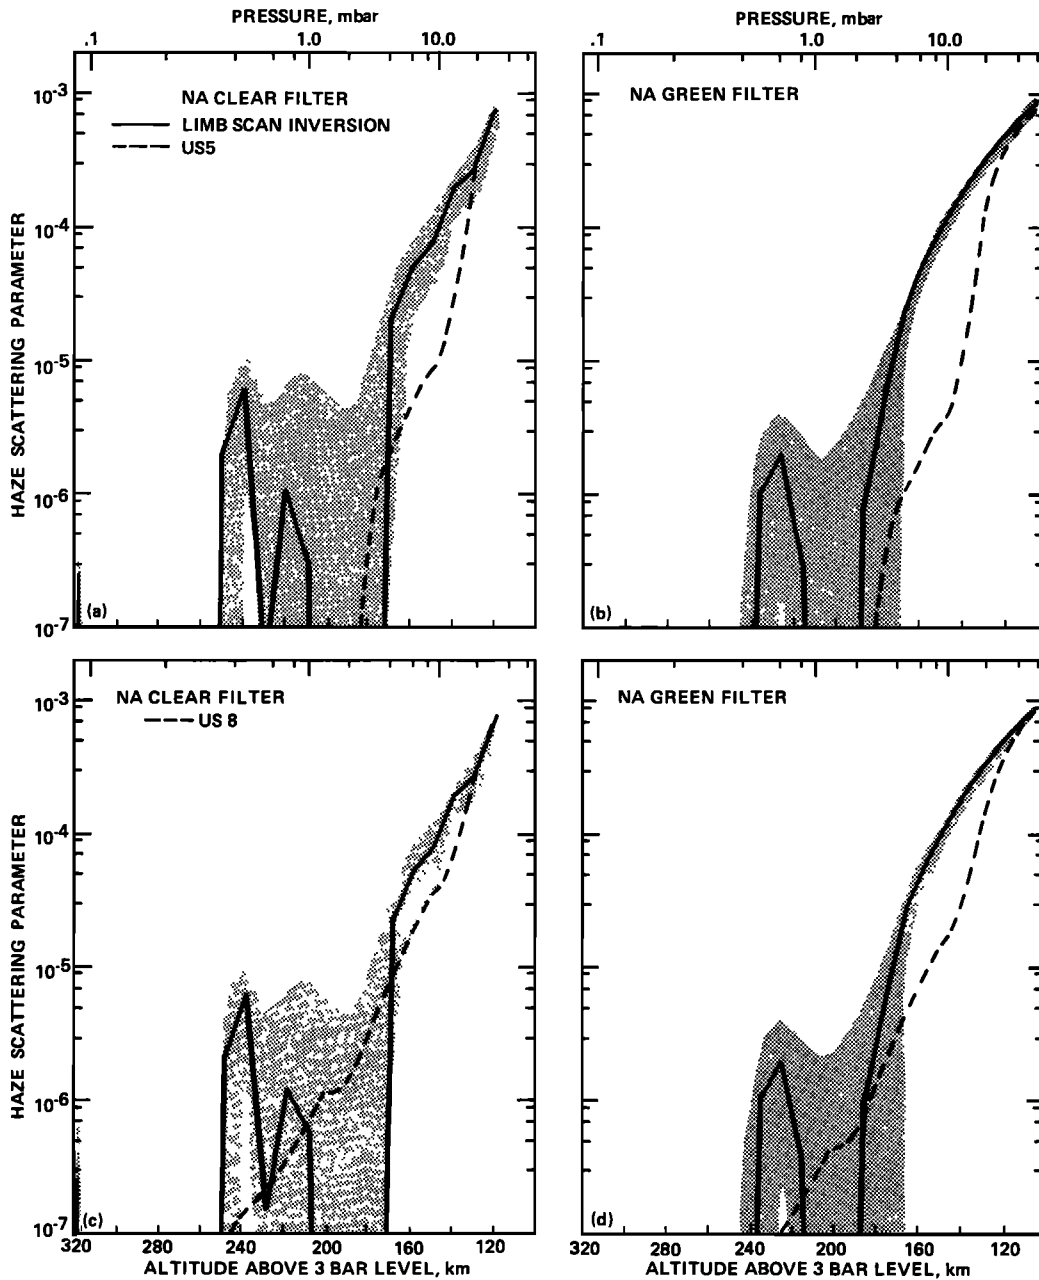 PRESSURE, mbar
.1 1.0 10.0
PRESSURE, mbar
.1 1.0 10.0
HAZE SCATTERING PARAMETER
10-3
10-4
10-5
10-6
10-7
NA CLEAR FILTER
LIMB SCAN INVERSION
US5
(a)
NA GREEN FILTER
(b)
HAZE SCATTERING PARAMETER
10-3
10-4
10-5
10-6
10-7
NA CLEAR FILTER
US 8
(c)
NA GREEN FILTER
(d)
320 280 240 200 160 120
ALTITUDE ABOVE 3 BAR LEVEL, km
320 280 240 200 160 120
ALTITUDE ABOVE 3 BAR LEVEL, km